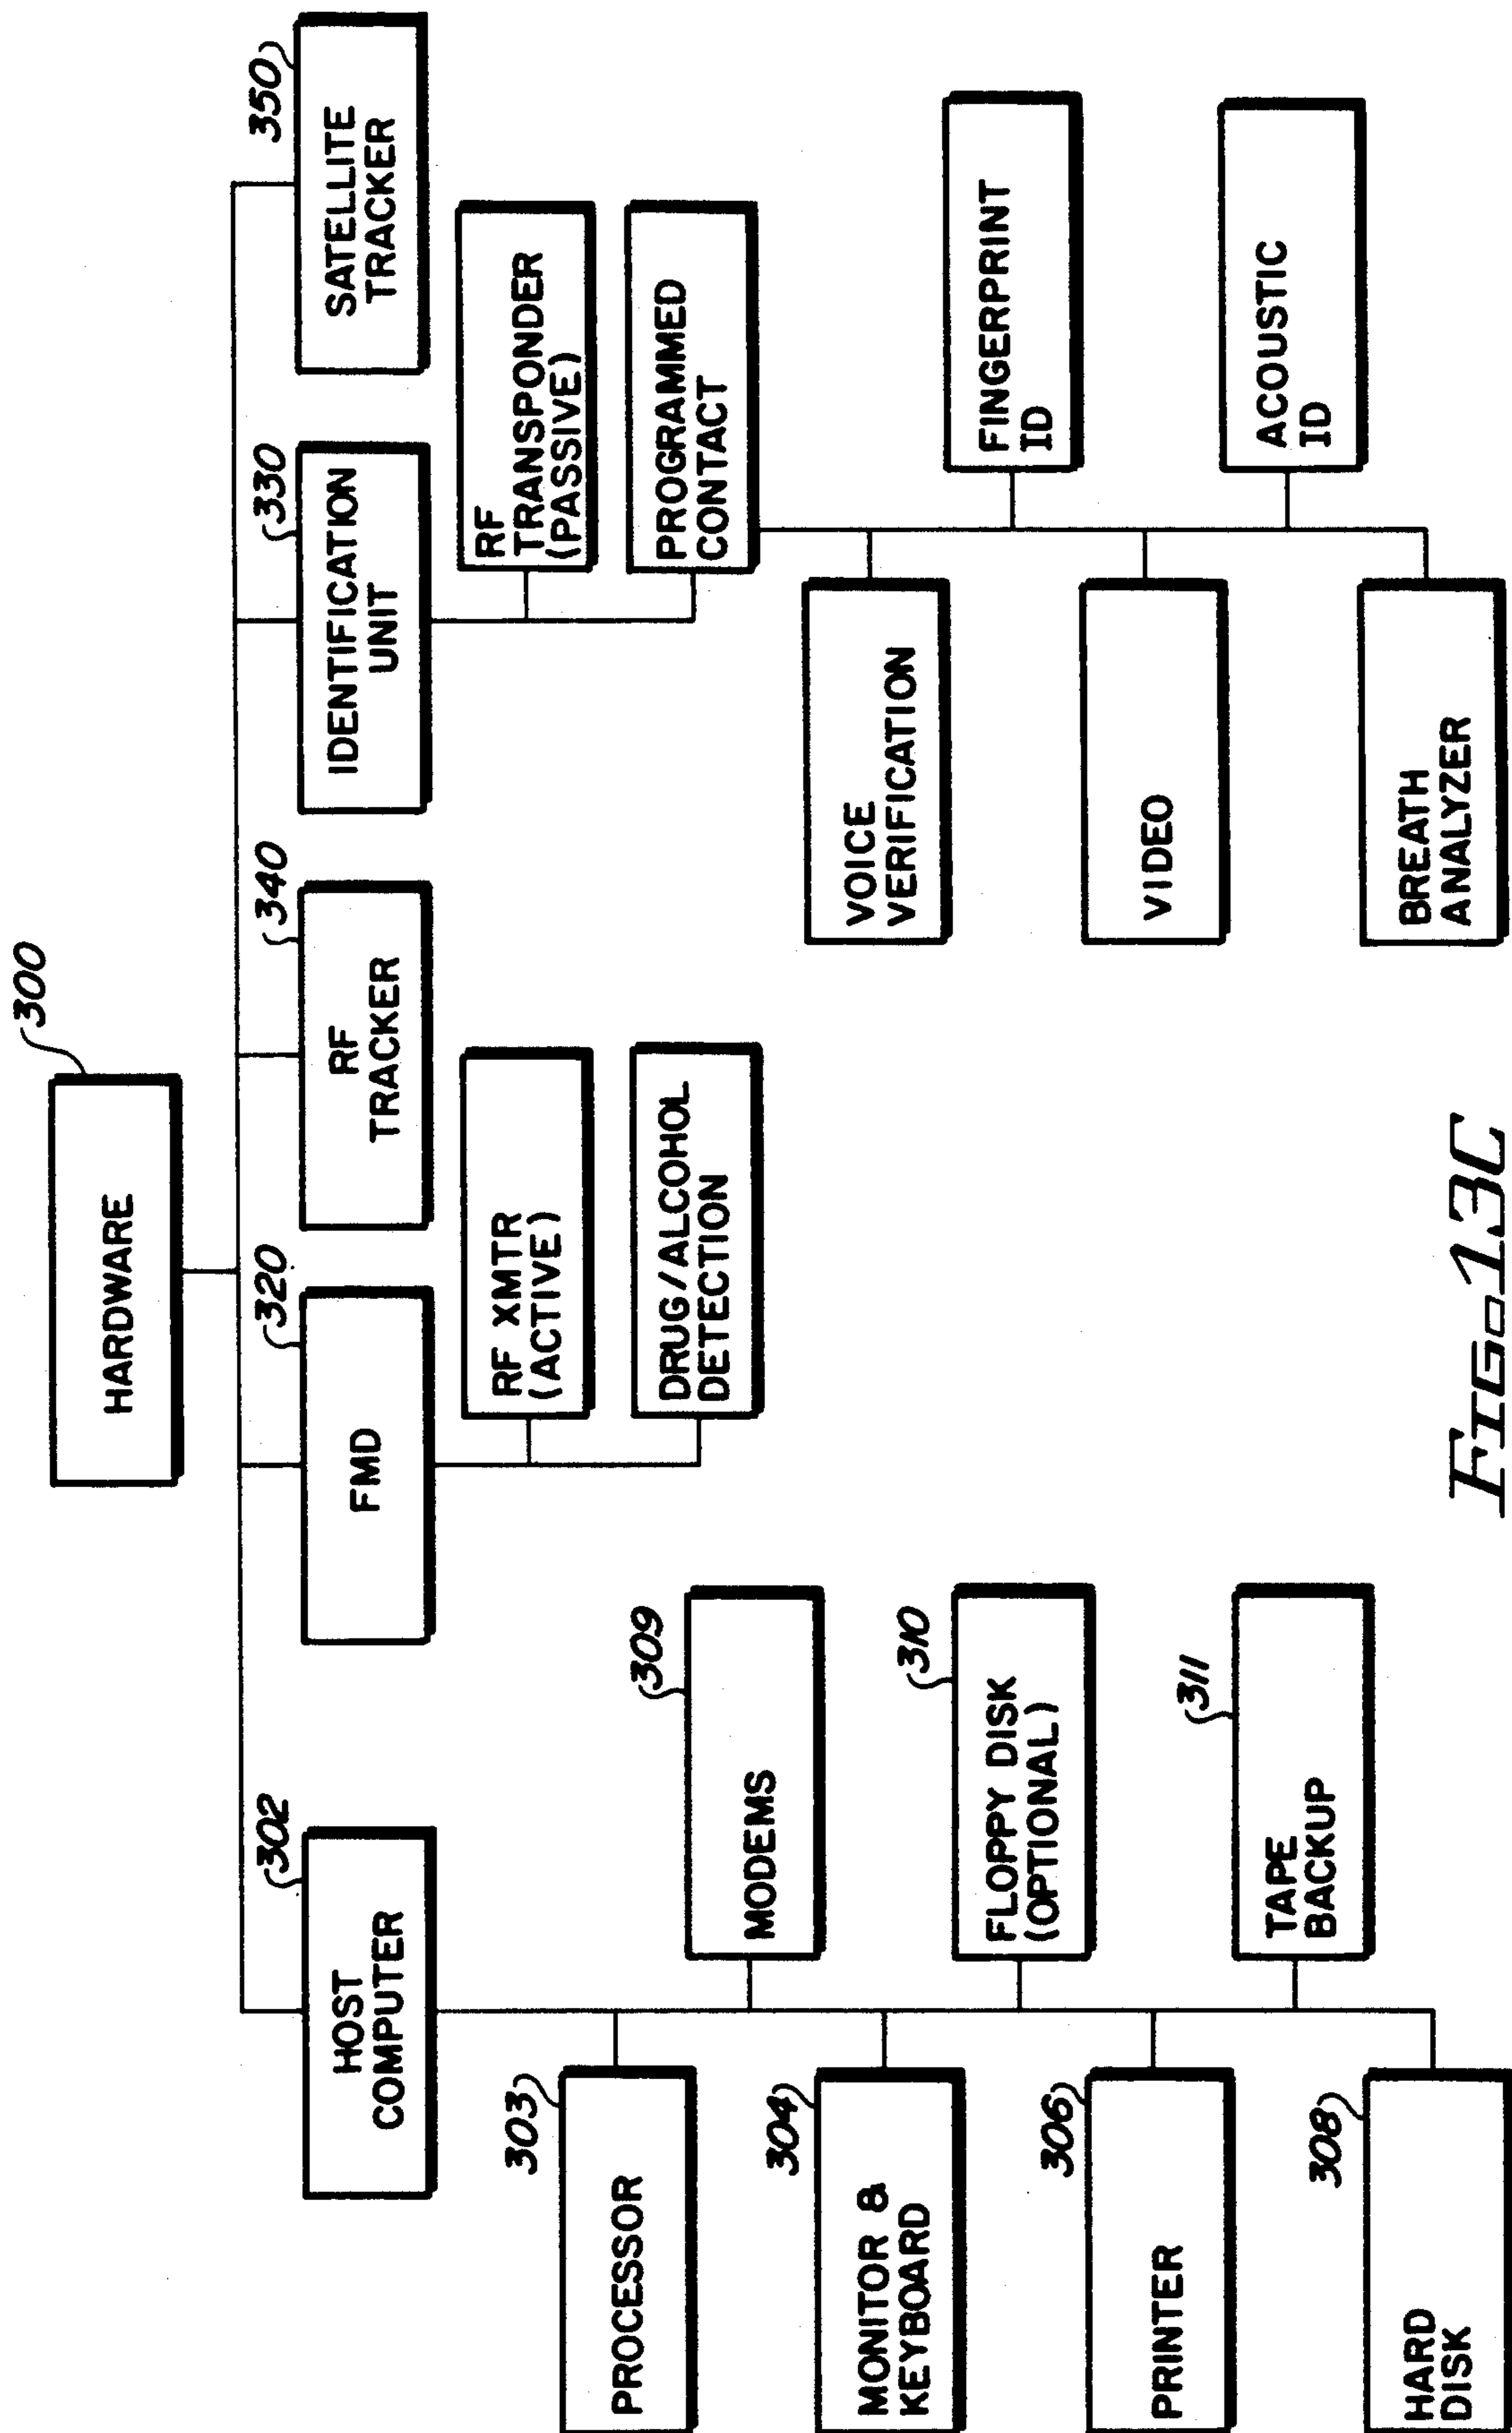 300
HARDWARE
302
HOST
COMPUTER
320
FMD
340
RF
TRACKER
330
IDENTIFICATION
UNIT
350
SATELLITE
TRACKER
303
PROCESSOR
309
MODEMS
304
MONITOR &
KEYBOARD
310
FLOPPY DISK
(OPTIONAL)
306
PRINTER
311
TAPE
BACKUP
308
HARD
DISK
RF XMTR
(ACTIVE)
DRUG/ALCOHOL
DETECTION
RF
TRANSPONDER
(PASSIVE)
PROGRAMMED
CONTACT
VOICE
VERIFICATION
FINGERPRINT
ID
VIDEO
ACOUSTIC
ID
BREATH
ANALYZER
FIG. 13C